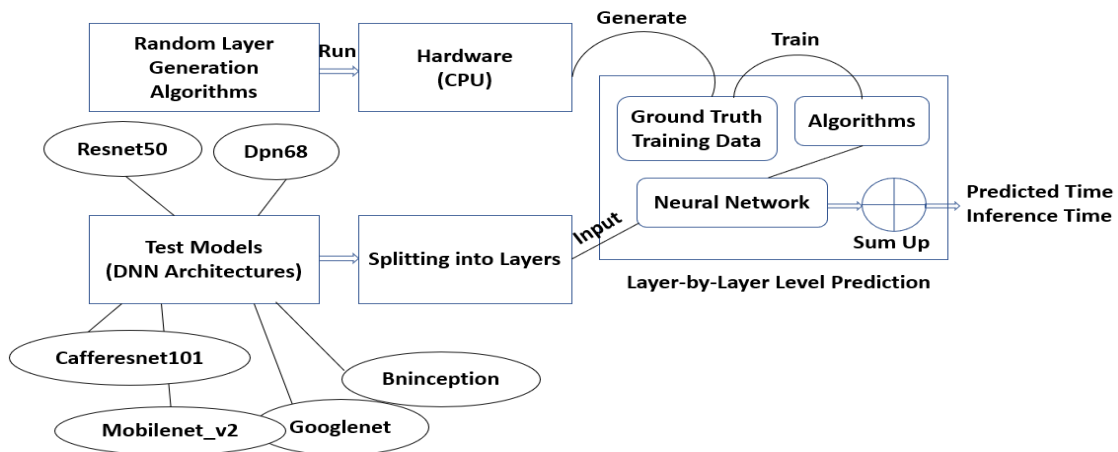 Random Layer
Generation
Algorithms
Run
Hardware
(CPU)
Generate
Train
Ground Truth
Training Data
Algorithms
Resnet50
Dpn68
Neural Network
Sum Up
Predicted Time
Inference Time
Test Models
(DNN Architectures)
Splitting into Layers
Input
Layer-by-Layer Level Prediction
Cafferesnet101
Bninception
Mobilenet_v2
Googlenet